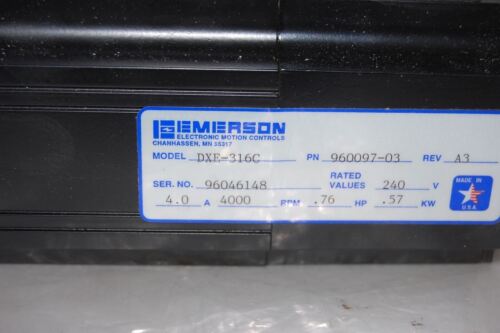 EMERSON
ELECTRONIC MOTION CONTROLS
CHANHASSEN, MN 55317
MODEL DXE-316C PN 960097-03 REV A3
SER. NO. 96046148 RATED VALUES 240 V
4.0 A 4000 RPM .76 HP .57 KW
MADE IN U.S.A.